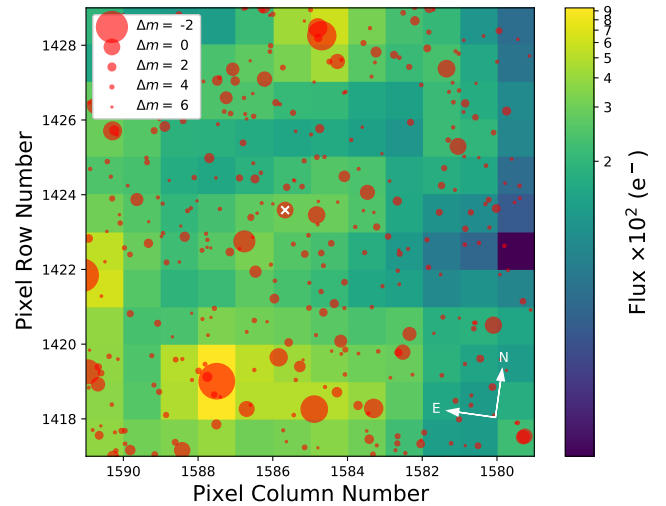 Δm = -2
Δm = 0
Δm = 2
Δm = 4
Δm = 6
1428
1426
1424
1422
1420
1418
Pixel Row Number
1590
1588
1586
1584
1582
1580
Pixel Column Number
N
E
9
8
7
6
5
4
3
2
Flux ×10² (e⁻)